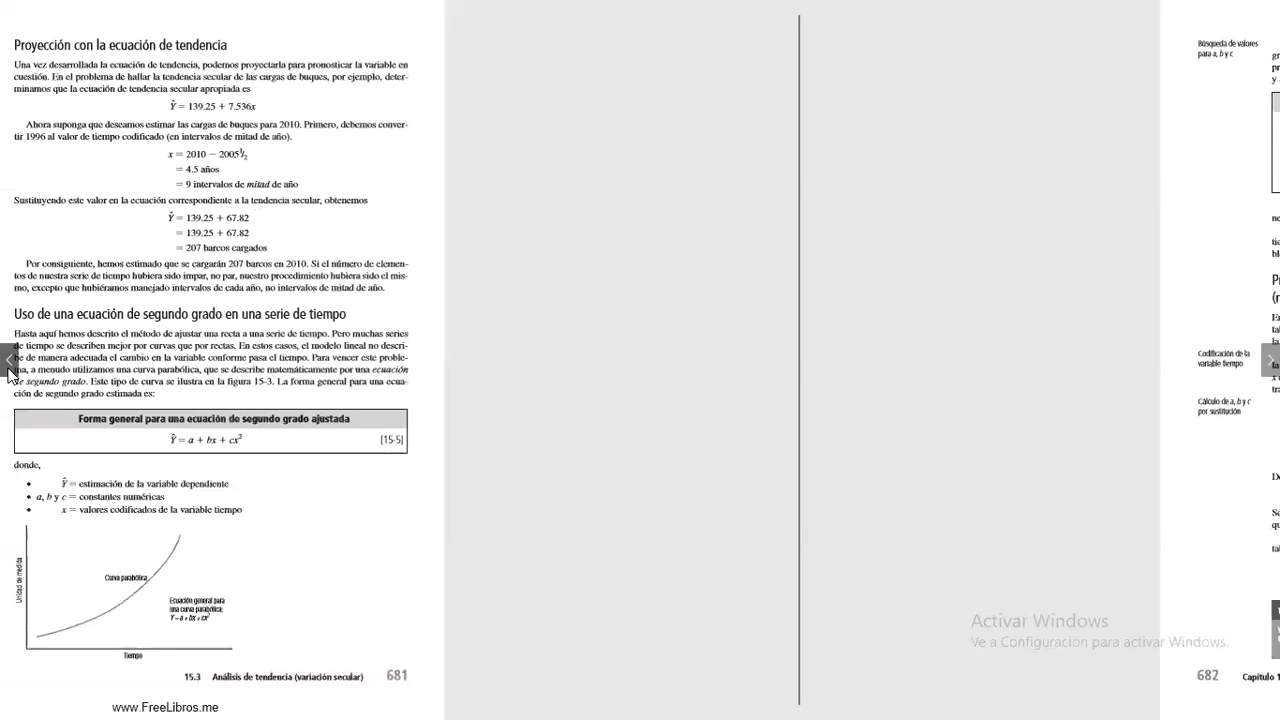 Proyección con la ecuación de tendencia
Una vez desarrollada la ecuación de tendencia, podemos proyectarla para pronosticar la variable en
cuestión. En el problema de hallar la tendencia secular de las cargas de buques, por ejemplo, deter-
minamos que la ecuación de tendencia secular apropiada es
Ŷ = 139.25 + 7.536x
Ahora suponga que deseamos estimar las cargas de buques para 2010. Primero, debemos conver-
tir 1996 al valor de tiempo codificado (en intervalos de mitad de año).
x = 2010 − 2005½
= 4.5 años
= 9 intervalos de mitad de año
Sustituyendo este valor en la ecuación correspondiente a la tendencia secular, obtenemos
Ŷ = 139.25 + 67.82
= 139.25 + 67.82
= 207 barcos cargados
Por consiguiente, hemos estimado que se cargarán 207 barcos en 2010. Si el número de elemen-
tos de nuestra serie de tiempo hubiera sido impar, no par, nuestro procedimiento hubiera sido el mis-
mo, excepto que hubiéramos manejado intervalos de cada año, no intervalos de mitad de año.
Uso de una ecuación de segundo grado en una serie de tiempo
Hasta aquí hemos descrito el método de ajustar una recta a una serie de tiempo. Pero muchas series
de tiempo se describen mejor por curvas que por rectas. En estos casos, el modelo lineal no descri-
be de manera adecuada el cambio en la variable conforme pasa el tiempo. Para vencer este proble-
ma, a menudo utilizamos una curva parabólica, que se describe matemáticamente por una ecuación
de segundo grado. Este tipo de curva se ilustra en la figura 15-3. La forma general para una ecua-
ción de segundo grado estimada es:
Forma general para una ecuación de segundo grado ajustada
Ŷ = a + bx + cx² [15-5]
donde,
• Ŷ = estimación de la variable dependiente
• a, b y c = constantes numéricas
• x = valores codificados de la variable tiempo
Unidad de medida
Curva parabólica
Ecuación general para
una curva parabólica:
Y = a + bx + cx²
Tiempo
15.3 Análisis de tendencia (variación secular) 681
www.FreeLibros.me
Activar Windows
Ve a Configuración para activar Windows.
Búsqueda de valores
para a, b y c
Codificación de la
variable tiempo
Cálculo de a, b y c
por sustitución
682 Capítulo 1